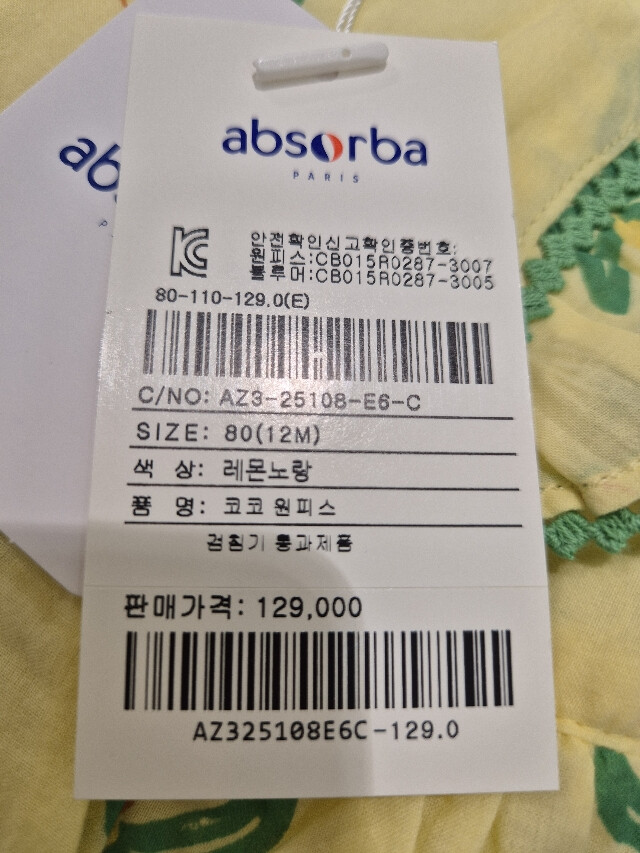 absorba
PARIS
ab
안전확인신고확인증번호:
원피스:CB015R0287-3007
블루머:CB015R0287-3005
80-110-129.0(E)
C/NO: AZ3-25108-E6-C
SIZE: 80(12M)
색 상: 레몬노랑
품 명: 코코원피스
검침기 통과제품
판매가격: 129,000
AZ325108E6C-129.0